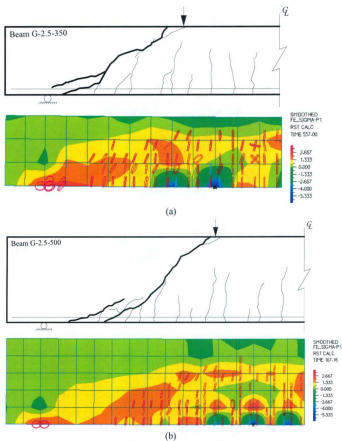 ℄
Beam G-2.5-350
SMOOTHED
FE_SIGMA-P1
RST CALC
TIME 557.00
2.667
1.333
0.000
-1.333
-2.667
-4.000
-5.333
(a)
℄
Beam G-2.5-500
SMOOTHED
FE_SIGMA-P1
RST CALC
TIME 167.16
2.667
1.333
0.000
-1.333
-2.667
-4.000
-5.333
(b)